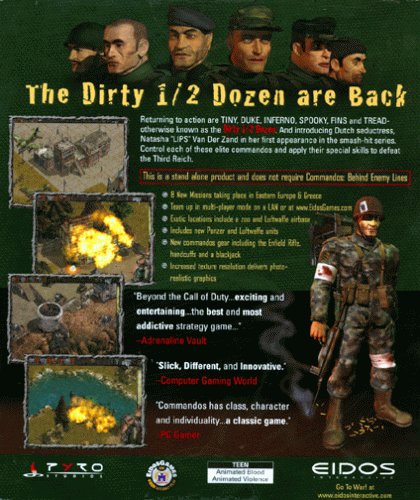 The Dirty 1/2 Dozen are Back
Returning to action are TINY, DUKE, INFERNO, SPOOKY, FINS and TREAD-
otherwise known as the Dirty 1/2 Dozen. And introducing Dutch seductress,
Natasha "LIPS" Van Der Zand in her first appearance in the smash-hit series.
Control each of these elite commandos and apply their special skills to defeat
the Third Reich.
This is a stand alone product and does not require Commandos: Behind Enemy Lines
8 New Missions taking place in Eastern Europe & Greece
Team up in multi-player mode on a LAN or at www.EidosGames.com
Exotic locations include a zoo and Luftwaffe airbase
Includes new Panzer and Luftwaffe units
New commandos gear including the Enfield Rifle,
handcuffs and a blackjack
Increased texture resolution delivers photo-
realistic graphics
"Beyond the Call of Duty...exciting and
entertaining...the best and most
addictive strategy game..."
-Adrenaline Vault
"Slick, Different, and Innovative."
-Computer Gaming World
"Commandos has class, character
and individuality...a classic game."
-PC Gamer
PYRO
STUDIOS
TEEN
Animated Blood
Animated Violence
EIDOS
INTERACTIVE
Go To War! at
www.eidosinteractive.com